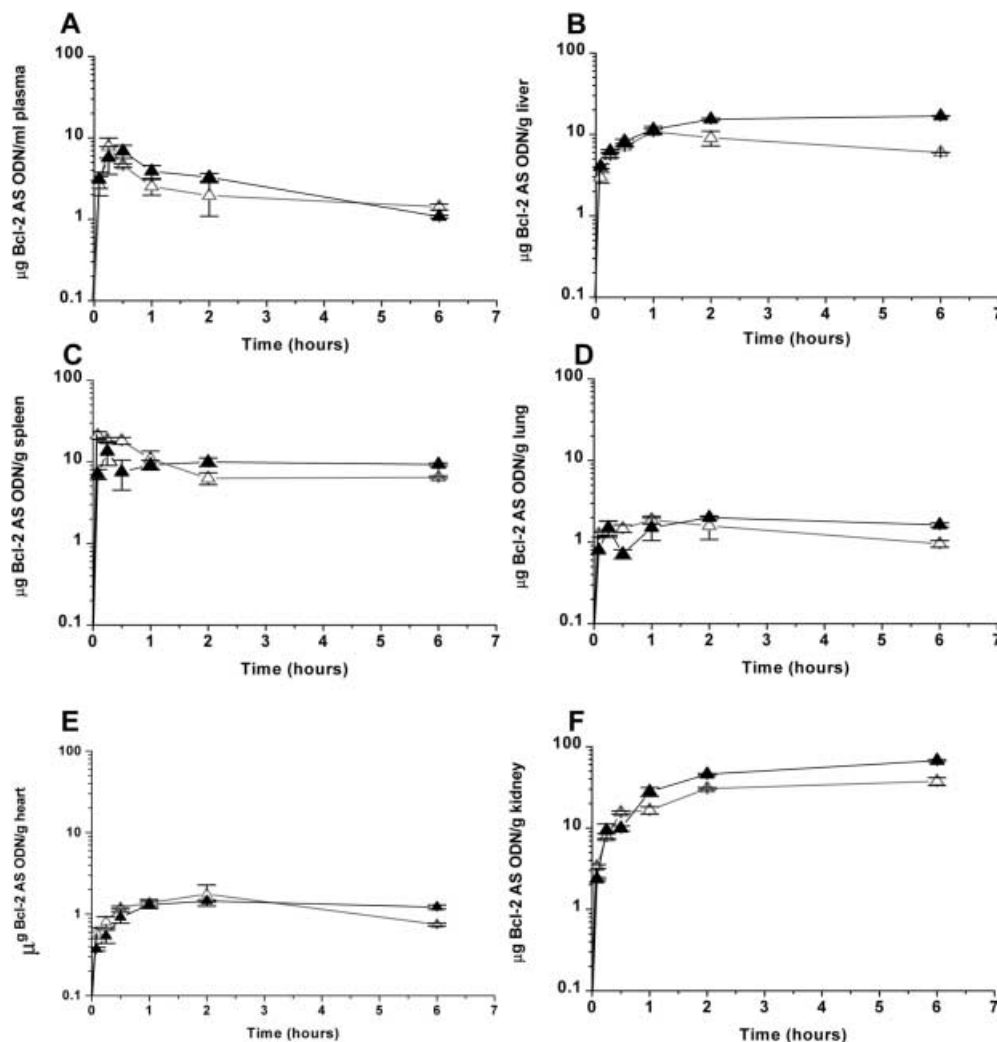 A
μg Bcl-2 AS ODN/ml plasma
100
10
1
0.1
0 1 2 3 4 5 6 7
Time (hours)
B
μg Bcl-2 AS ODN/g liver
100
10
1
0.1
0 1 2 3 4 5 6 7
Time (hours)
C
μg Bcl-2 AS ODN/g spleen
100
10
1
0.1
0 1 2 3 4 5 6 7
Time (hours)
D
μg Bcl-2 AS ODN/g lung
100
10
1
0.1
0 1 2 3 4 5 6 7
Time (hours)
E
μg Bcl-2 AS ODN/g heart
100
10
1
0.1
0 1 2 3 4 5 6 7
Time (hours)
F
μg Bcl-2 AS ODN/g kidney
100
10
1
0.1
0 1 2 3 4 5 6 7
Time (hours)